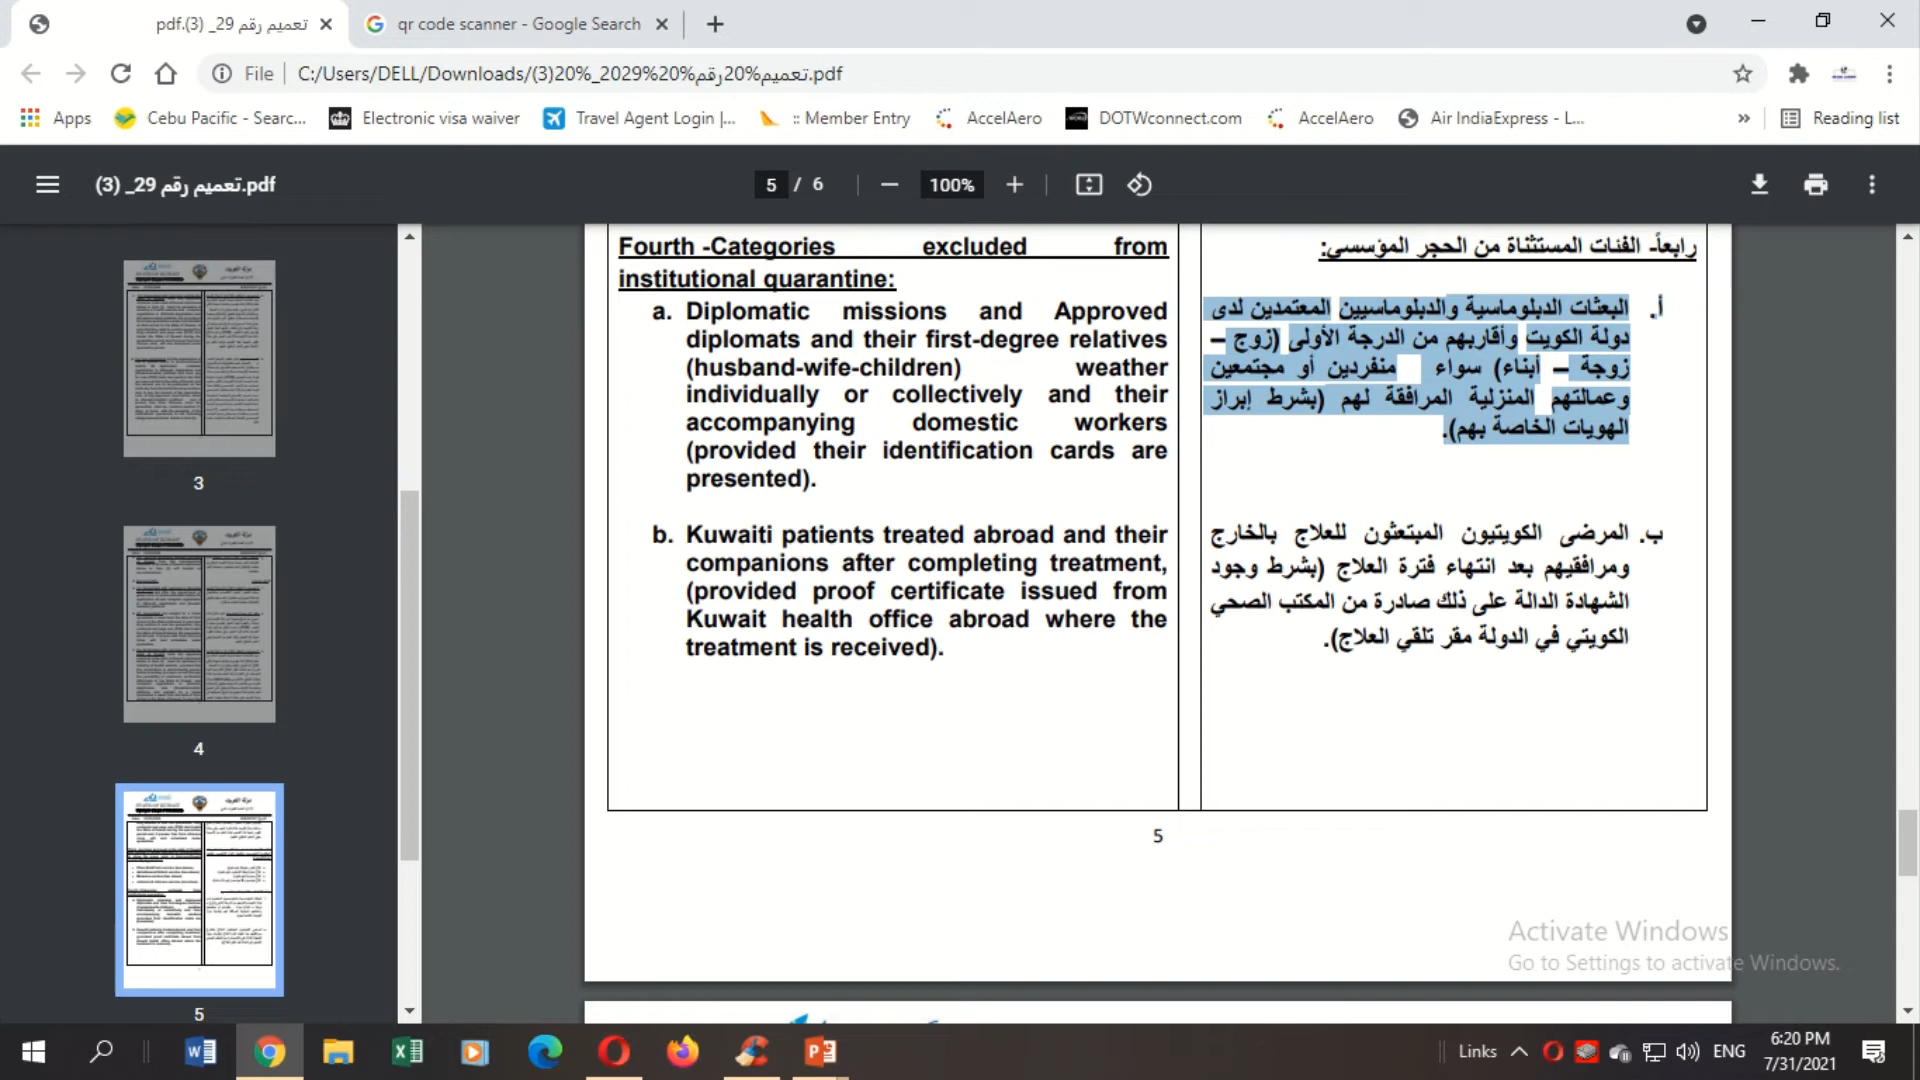 تعميم رقم 29_ (3).pdf
qr code scanner - Google Search
File
C:/Users/DELL/Downloads/(3)20%_2029%20%تعميم%20رقم.pdf
Apps
Cebu Pacific - Searc...
Electronic visa waiver
Travel Agent Login |...
:: Member Entry
AccelAero
DOTWconnect.com
AccelAero
Air IndiaExpress - L...
»
Reading list
تعميم رقم 29_ (3).pdf
5 / 6
100%
3
4
5
Fourth -Categories excluded from
institutional quarantine:
a. Diplomatic missions and Approved
diplomats and their first-degree relatives
(husband-wife-children) weather
individually or collectively and their
accompanying domestic workers
(provided their identification cards are
presented).
b. Kuwaiti patients treated abroad and their
companions after completing treatment,
(provided proof certificate issued from
Kuwait health office abroad where the
treatment is received).
رابعاً- الفئات المستثناة من الحجر المؤسسي:
أ. البعثات الدبلوماسية والدبلوماسيين المعتمدين لدى
دولة الكويت وأقاربهم من الدرجة الأولى (زوج –
زوجة – أبناء) سواء منفردين أو مجتمعين
وعمالتهم المنزلية المرافقة لهم (بشرط إبراز
الهويات الخاصة بهم).
ب. المرضى الكويتيون المبتعثون للعلاج بالخارج
ومرافقيهم بعد انتهاء فترة العلاج (بشرط وجود
الشهادة الدالة على ذلك صادرة من المكتب الصحي
الكويتي في الدولة مقر تلقي العلاج).
5
Activate Windows
Go to Settings to activate Windows.
Links
ENG
6:20 PM
7/31/2021